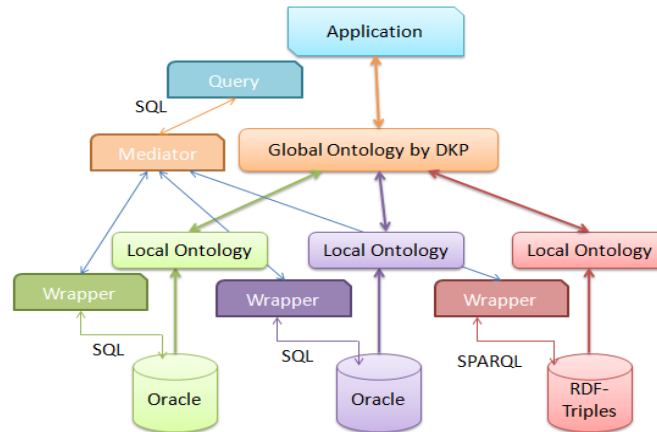 Application
Query
SQL
Mediator
Global Ontology by DKP
Local Ontology
Local Ontology
Local Ontology
Wrapper
Wrapper
Wrapper
SQL
SQL
SPARQL
Oracle
Oracle
RDF-
Triples